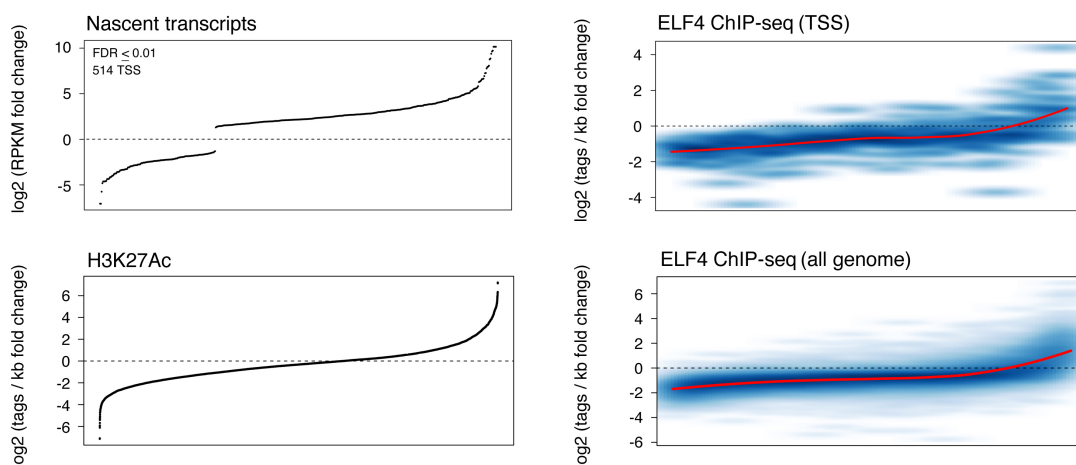 Nascent transcripts
log2 (RPKM fold change)
10
5
0
-5
FDR ≤ 0.01
514 TSS
ELF4 ChIP-seq (TSS)
log2 (tags / kb fold change)
4
2
0
-2
-4
H3K27Ac
og2 (tags / kb fold change)
6
4
2
0
-2
-4
-6
ELF4 ChIP-seq (all genome)
og2 (tags / kb fold change)
6
4
2
0
-2
-4
-6